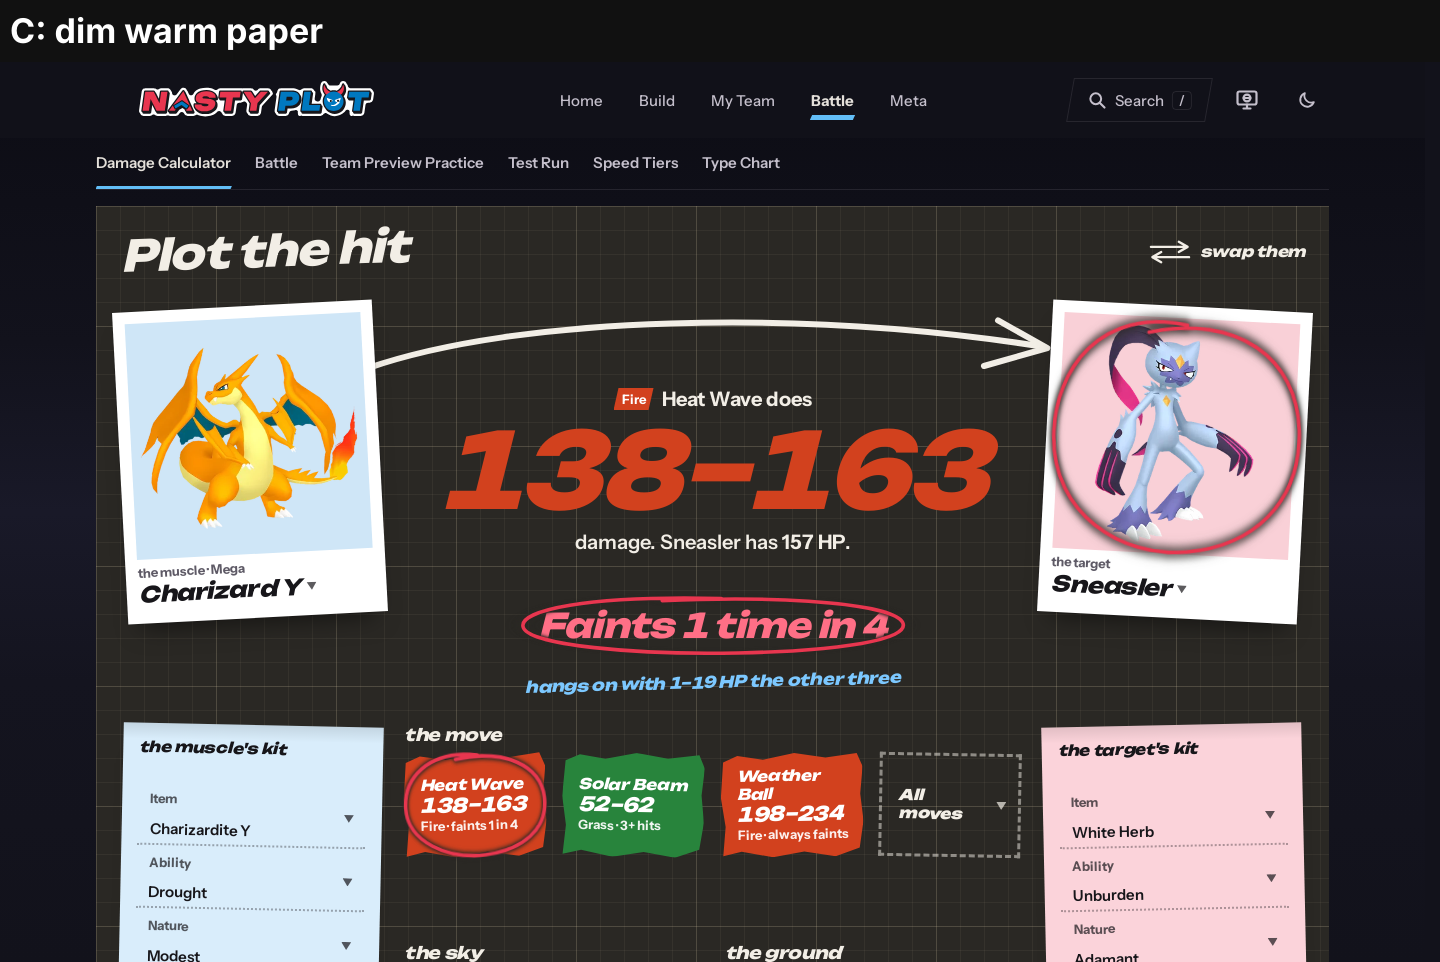 C: dim warm paper
NASTY PLOT
Home
Build
My Team
Battle
Meta
Search /
Damage Calculator
Battle
Team Preview Practice
Test Run
Speed Tiers
Type Chart
Plot the hit
swap them
Fire Heat Wave does
138–163
damage. Sneasler has 157 HP.
Faints 1 time in 4
hangs on with 1–19 HP the other three
the muscle · Mega
Charizard Y
the target
Sneasler
the muscle's kit
Item
Charizardite Y
Ability
Drought
Nature
Modest
the move
Heat Wave
138–163
Fire · faints 1 in 4
Solar Beam
52–62
Grass · 3+ hits
Weather
Ball
198–234
Fire · always faints
All
moves
the sky
the ground
the target's kit
Item
White Herb
Ability
Unburden
Nature
Adamant